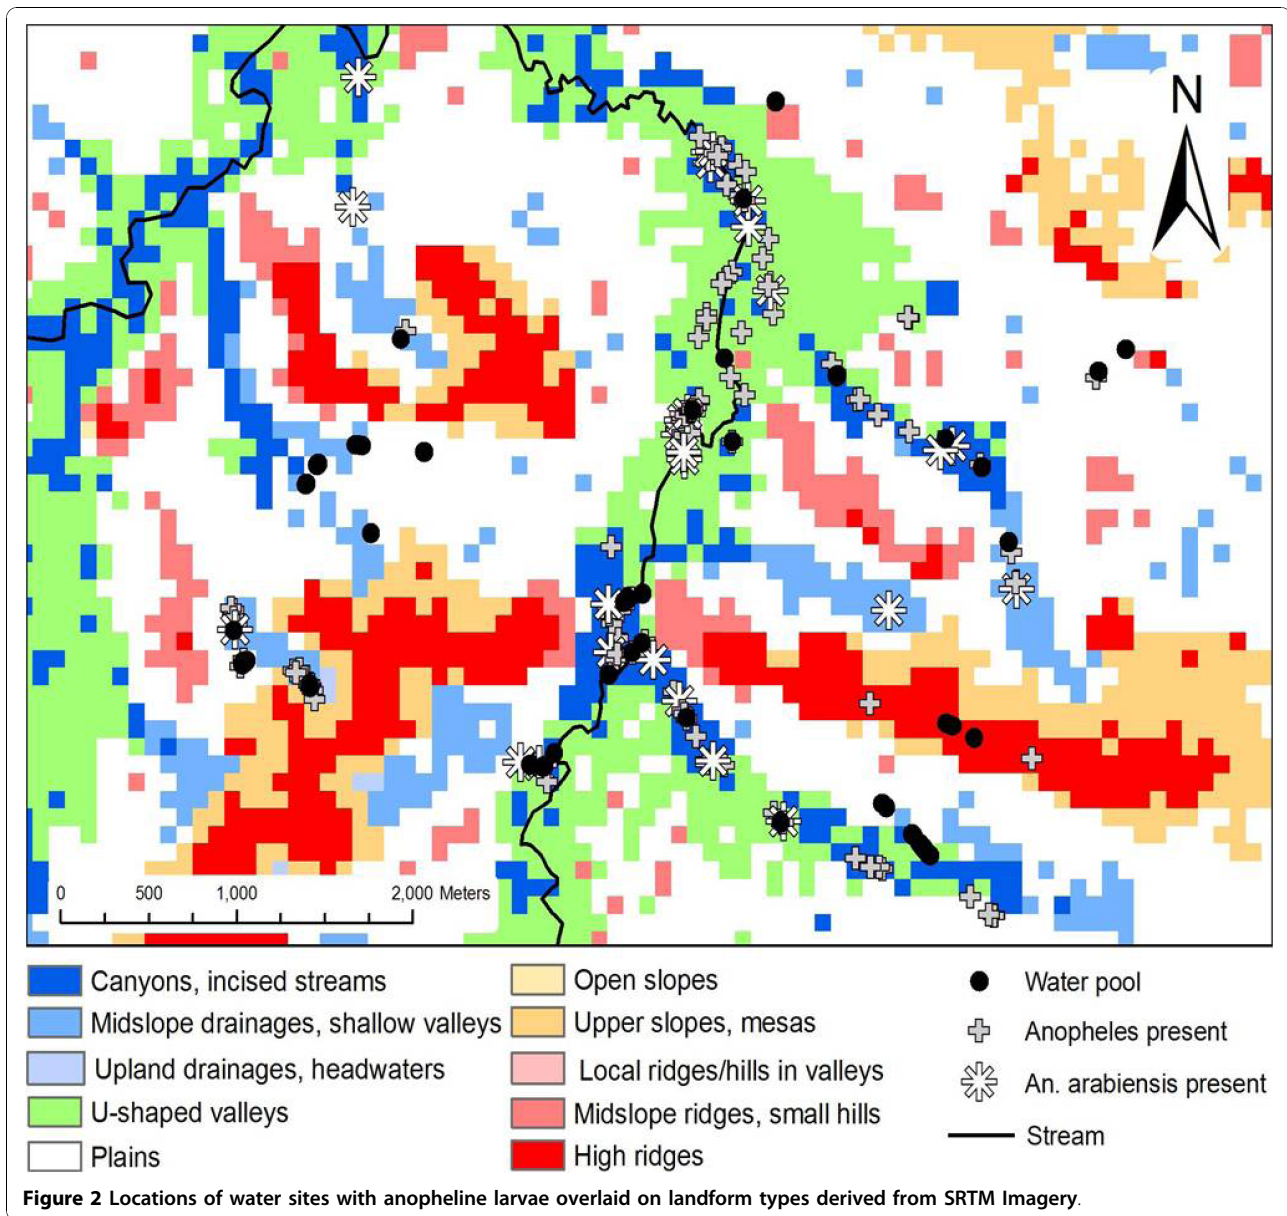 N
0 500 1,000 2,000 Meters
Canyons, incised streams
Midslope drainages, shallow valleys
Upland drainages, headwaters
U-shaped valleys
Plains
Open slopes
Upper slopes, mesas
Local ridges/hills in valleys
Midslope ridges, small hills
High ridges
Water pool
Anopheles present
An. arabiensis present
Stream
Figure 2 Locations of water sites with anopheline larvae overlaid on landform types derived from SRTM Imagery.